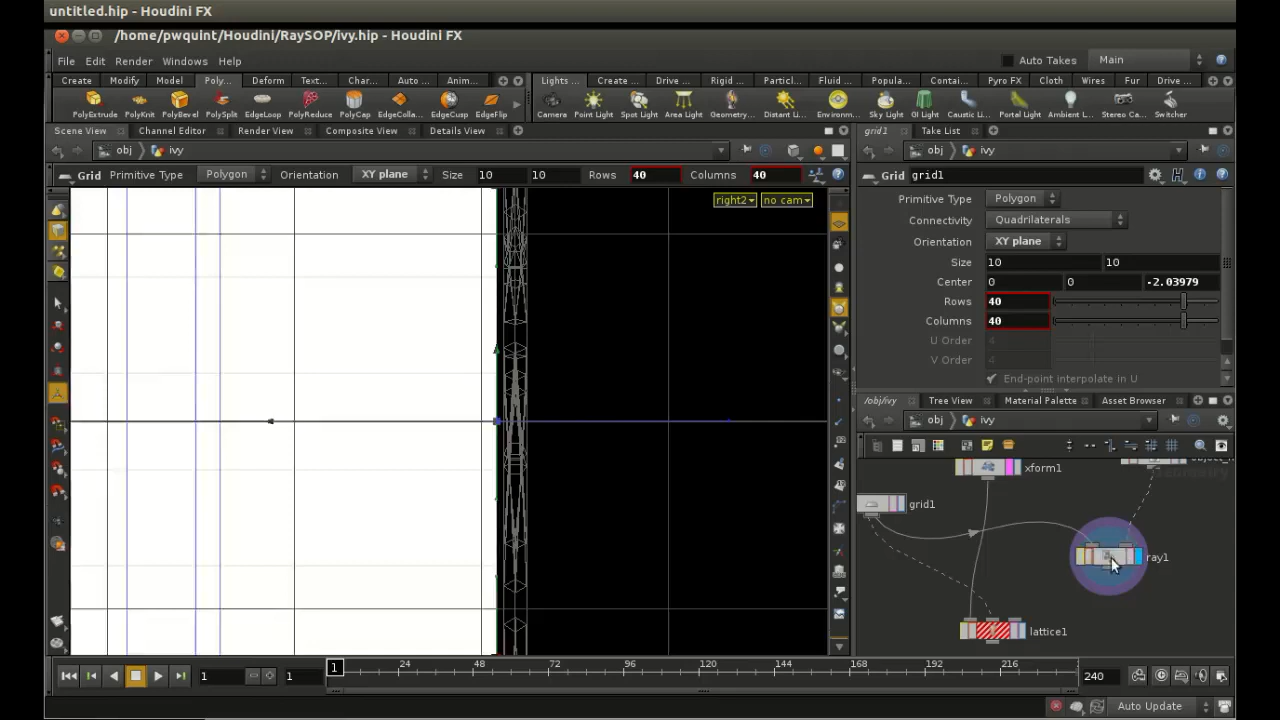 untitled.hip - Houdini FX
/home/pwquint/Houdini/RaySOP/ivy.hip - Houdini FX
File Edit Render Windows Help
Auto Takes Main
Create Modify Model Poly... Deform Text... Char... Auto ... Anim...
Lights ... Create ... Drive ... Rigid ... Particl... Fluid ... Popula... Contai... Pyro FX Cloth Wires Fur Drive ...
PolyExtrude PolyKnit PolyBevel PolySplit EdgeLoop PolyReduce PolyCap EdgeColla... EdgeCusp EdgeFlip
Camera Point Light Spot Light Area Light Geometry... Distant L... Environm... Sky Light GI Light Caustic Li... Portal Light Ambient L... Stereo Ca... Switcher
Scene View Channel Editor Render View Composite View Details View
grid1 Take List
obj ivy
obj ivy
Grid Primitive Type Polygon Orientation XY plane Size 10 10 Rows 40 Columns 40
Grid grid1
right2 no cam
Primitive Type Polygon
Connectivity Quadrilaterals
Orientation XY plane
Size 10 10
Center 0 0 -2.03979
Rows 40
Columns 40
U Order 4
V Order 4
End-point interpolate in U
/obj/ivy Tree View Material Palette Asset Browser
obj ivy
xform1
grid1
ray1
lattice1
1 1 1 24 48 72 96 120 144 168 192 216 240
Auto Update